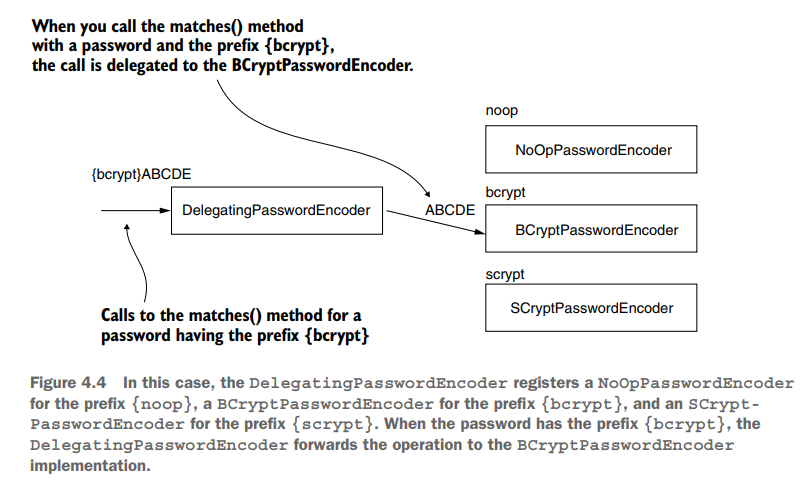 When you call the matches() method
with a password and the prefix {bcrypt},
the call is delegated to the BCryptPasswordEncoder.
noop
NoOpPasswordEncoder
{bcrypt}ABCDE
bcrypt
DelegatingPasswordEncoder
ABCDE
BCryptPasswordEncoder
scrypt
SCryptPasswordEncoder
Calls to the matches() method for a
password having the prefix {bcrypt}
Figure 4.4 In this case, the DelegatingPasswordEncoder registers a NoOpPasswordEncoder
for the prefix {noop}, a BCryptPasswordEncoder for the prefix {bcrypt}, and an SCrypt-
PasswordEncoder for the prefix {scrypt}. When the password has the prefix {bcrypt}, the
DelegatingPasswordEncoder forwards the operation to the BCryptPasswordEncoder
implementation.